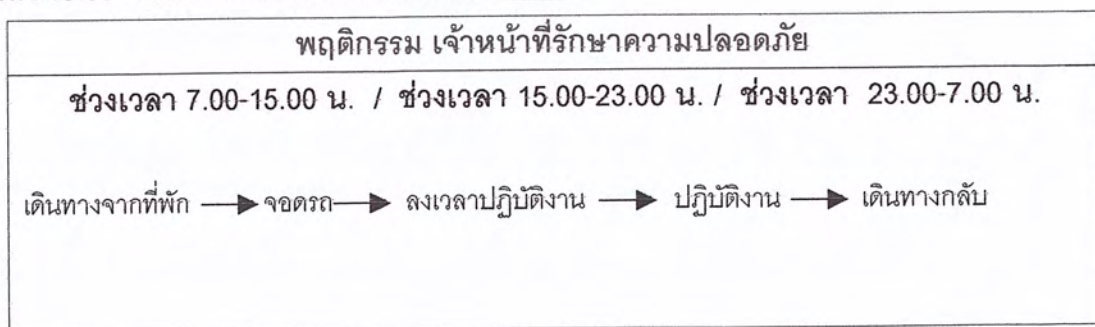 พฤติกรรม เจ้าหน้าที่รักษาความปลอดภัย
ช่วงเวลา 7.00-15.00 น. / ช่วงเวลา 15.00-23.00 น. / ช่วงเวลา 23.00-7.00 น.
เดินทางจากที่พัก → จอดรถ → ลงเวลาปฏิบัติงาน → ปฏิบัติงาน → เดินทางกลับ